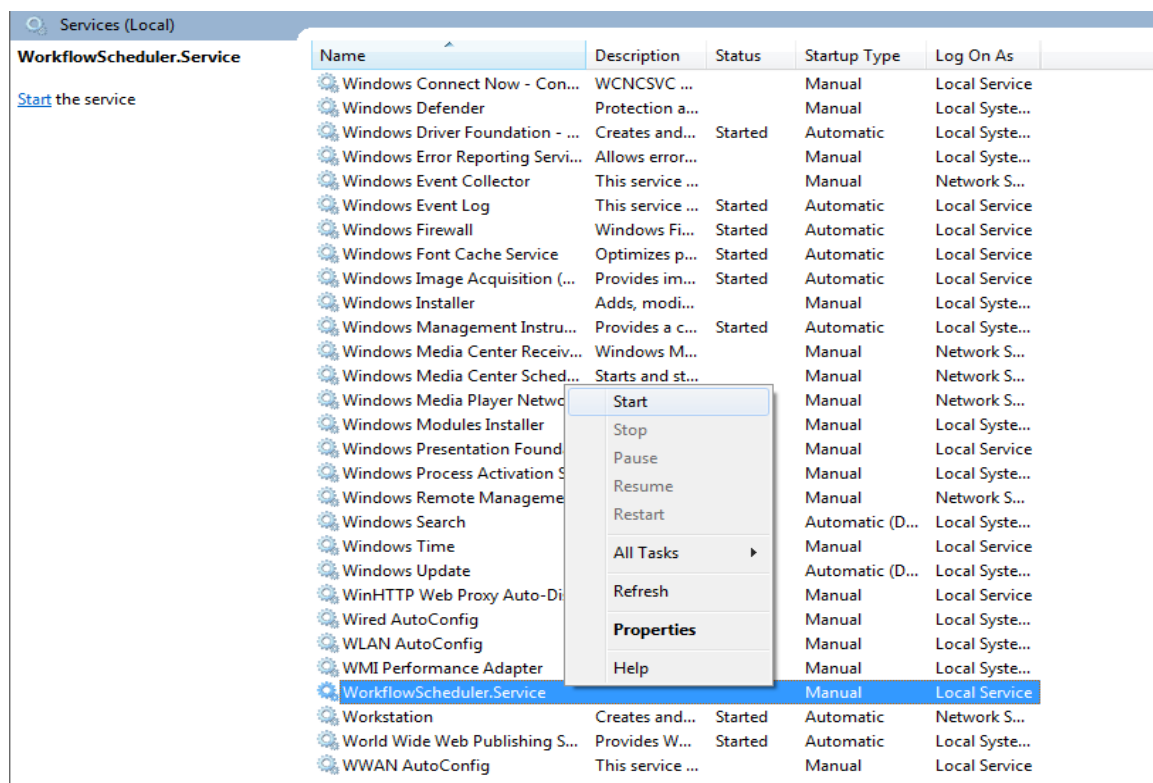 Services (Local)
WorkflowScheduler.Service
Start the service
Name Description Status Startup Type Log On As
Windows Connect Now - Con... WCNCSVC ... Manual Local Service
Windows Defender Protection a... Manual Local Syste...
Windows Driver Foundation - ... Creates and... Started Automatic Local Syste...
Windows Error Reporting Servi... Allows error... Manual Local Syste...
Windows Event Collector This service ... Manual Network S...
Windows Event Log This service ... Started Automatic Local Service
Windows Firewall Windows Fi... Started Automatic Local Service
Windows Font Cache Service Optimizes p... Started Automatic Local Service
Windows Image Acquisition (... Provides im... Started Automatic Local Service
Windows Installer Adds, modi... Manual Local Syste...
Windows Management Instru... Provides a c... Started Automatic Local Syste...
Windows Media Center Receiv... Windows M... Manual Network S...
Windows Media Center Sched... Starts and st... Manual Network S...
Windows Media Player Netwo Manual Network S...
Windows Modules Installer Manual Local Syste...
Windows Presentation Found Manual Local Service
Windows Process Activation S Manual Local Syste...
Windows Remote Manageme Manual Network S...
Windows Search Automatic (D... Local Syste...
Windows Time Manual Local Service
Windows Update Automatic (D... Local Syste...
WinHTTP Web Proxy Auto-Di Manual Local Service
Wired AutoConfig Manual Local Syste...
WLAN AutoConfig Manual Local Syste...
WMI Performance Adapter Manual Local Syste...
WorkflowScheduler.Service Manual Local Service
Workstation Creates and... Started Automatic Network S...
World Wide Web Publishing S... Provides W... Started Automatic Local Syste...
WWAN AutoConfig This service ... Manual Local Service
Start
Stop
Pause
Resume
Restart
All Tasks
Refresh
Properties
Help